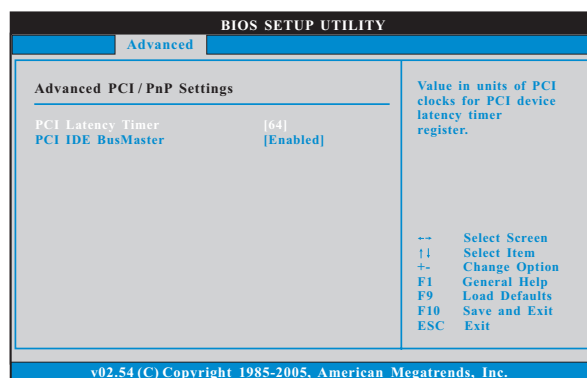 BIOS SETUP UTILITY
Advanced
Advanced PCI / PnP Settings
PCI Latency Timer [64]
PCI IDE BusMaster [Enabled]
Value in units of PCI
clocks for PCI device
latency timer
register.
←→ Select Screen
↑↓ Select Item
+- Change Option
F1 General Help
F9 Load Defaults
F10 Save and Exit
ESC Exit
v02.54 (C) Copyright 1985-2005, American Megatrends, Inc.